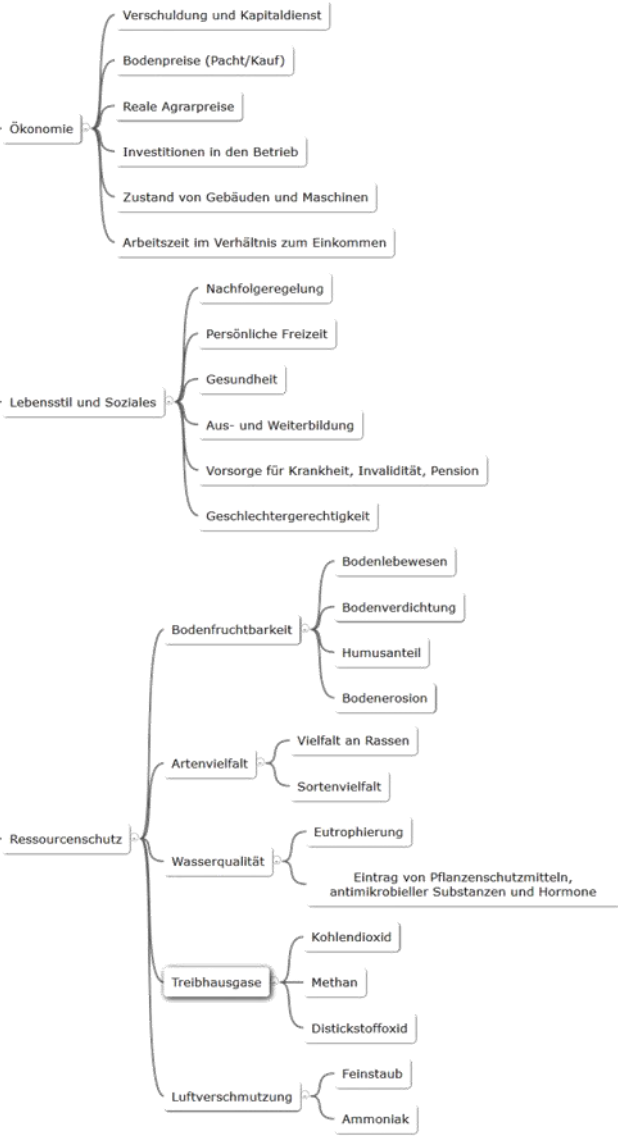 Ökonomie
Verschuldung und Kapitaldienst
Bodenpreise (Pacht/Kauf)
Reale Agrarpreise
Investitionen in den Betrieb
Zustand von Gebäuden und Maschinen
Arbeitszeit im Verhältnis zum Einkommen
Lebensstil und Soziales
Nachfolgeregelung
Persönliche Freizeit
Gesundheit
Aus- und Weiterbildung
Vorsorge für Krankheit, Invalidität, Pension
Geschlechtergerechtigkeit
Ressourcenschutz
Bodenfruchtbarkeit
Bodenlebewesen
Bodenverdichtung
Humusanteil
Bodenerosion
Artenvielfalt
Vielfalt an Rassen
Sortenvielfalt
Wasserqualität
Eutrophierung
Eintrag von Pflanzenschutzmitteln,
antimikrobieller Substanzen und Hormone
Treibhausgase
Kohlendioxid
Methan
Distickstoffoxid
Luftverschmutzung
Feinstaub
Ammoniak